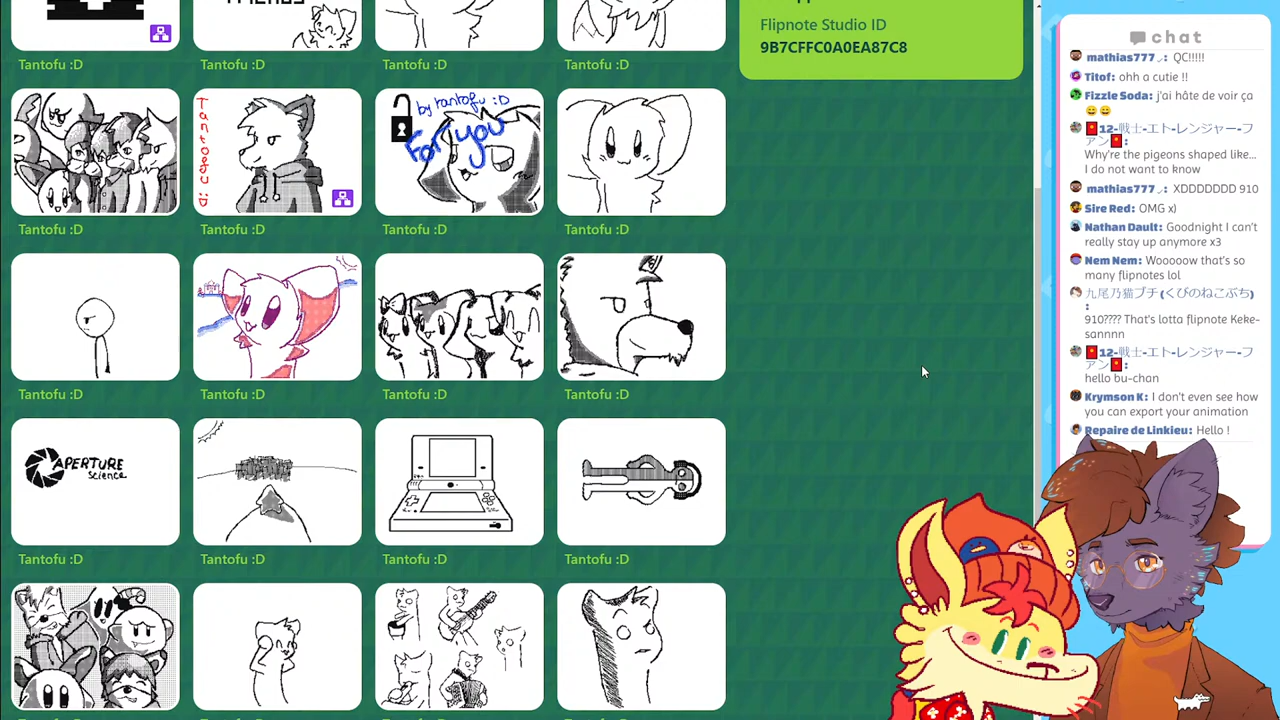 Flipnote Studio ID
9B7CFFC0A0EA87C8
Tantofu :D
Tantofu :D
Tantofu :D
Tantofu :D
by tantofu :D
For you
Tantofu :D
Tantofu :D
Tantofu :D
Tantofu :D
Tantofu :D
Tantofu :D
Tantofu :D
Tantofu :D
Tantofu :D
APERTURE
Science
Tantofu :D
Tantofu :D
Tantofu :D
Tantofu :D
chat
mathias777 : QC!!!!!
Titof: ohh a cutie !!
Fizzle Soda: j'ai hâte de voir ça
12-戦士-エト-レンジャー-フ
ァン :
Why're the pigeons shaped like...
I do not want to know
mathias777 : XDDDDDDD 910
Sire Red: OMG x)
Nathan Dault: Goodnight I can't
really stay up anymore x3
Nem Nem: Wooooow that's so
many flipnotes lol
九尾乃猫ブチ(くびのねこぶち)
:
910???? That's lotta flipnote Keke-
sannnn
12-戦士-エト-レンジャー-フ
ァン :
hello bu-chan
Krymson K: I don't even see how
you can export your animation
Repaire de Linkieu: Hello !